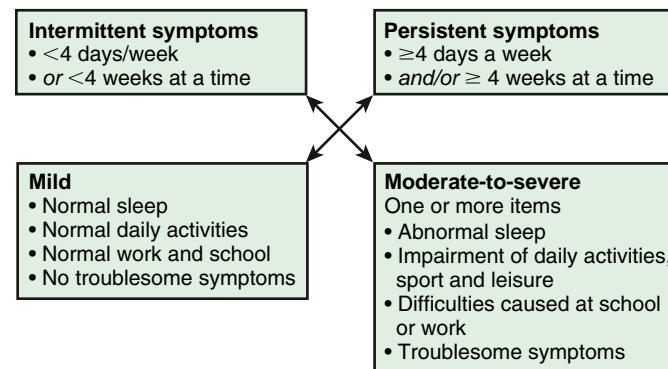 Intermittent symptoms
• <4 days/week
• or <4 weeks at a time
Persistent symptoms
• ≥4 days a week
• and/or ≥ 4 weeks at a time
Mild
• Normal sleep
• Normal daily activities
• Normal work and school
• No troublesome symptoms
Moderate-to-severe
One or more items
• Abnormal sleep
• Impairment of daily activities,
sport and leisure
• Difficulties caused at school
or work
• Troublesome symptoms